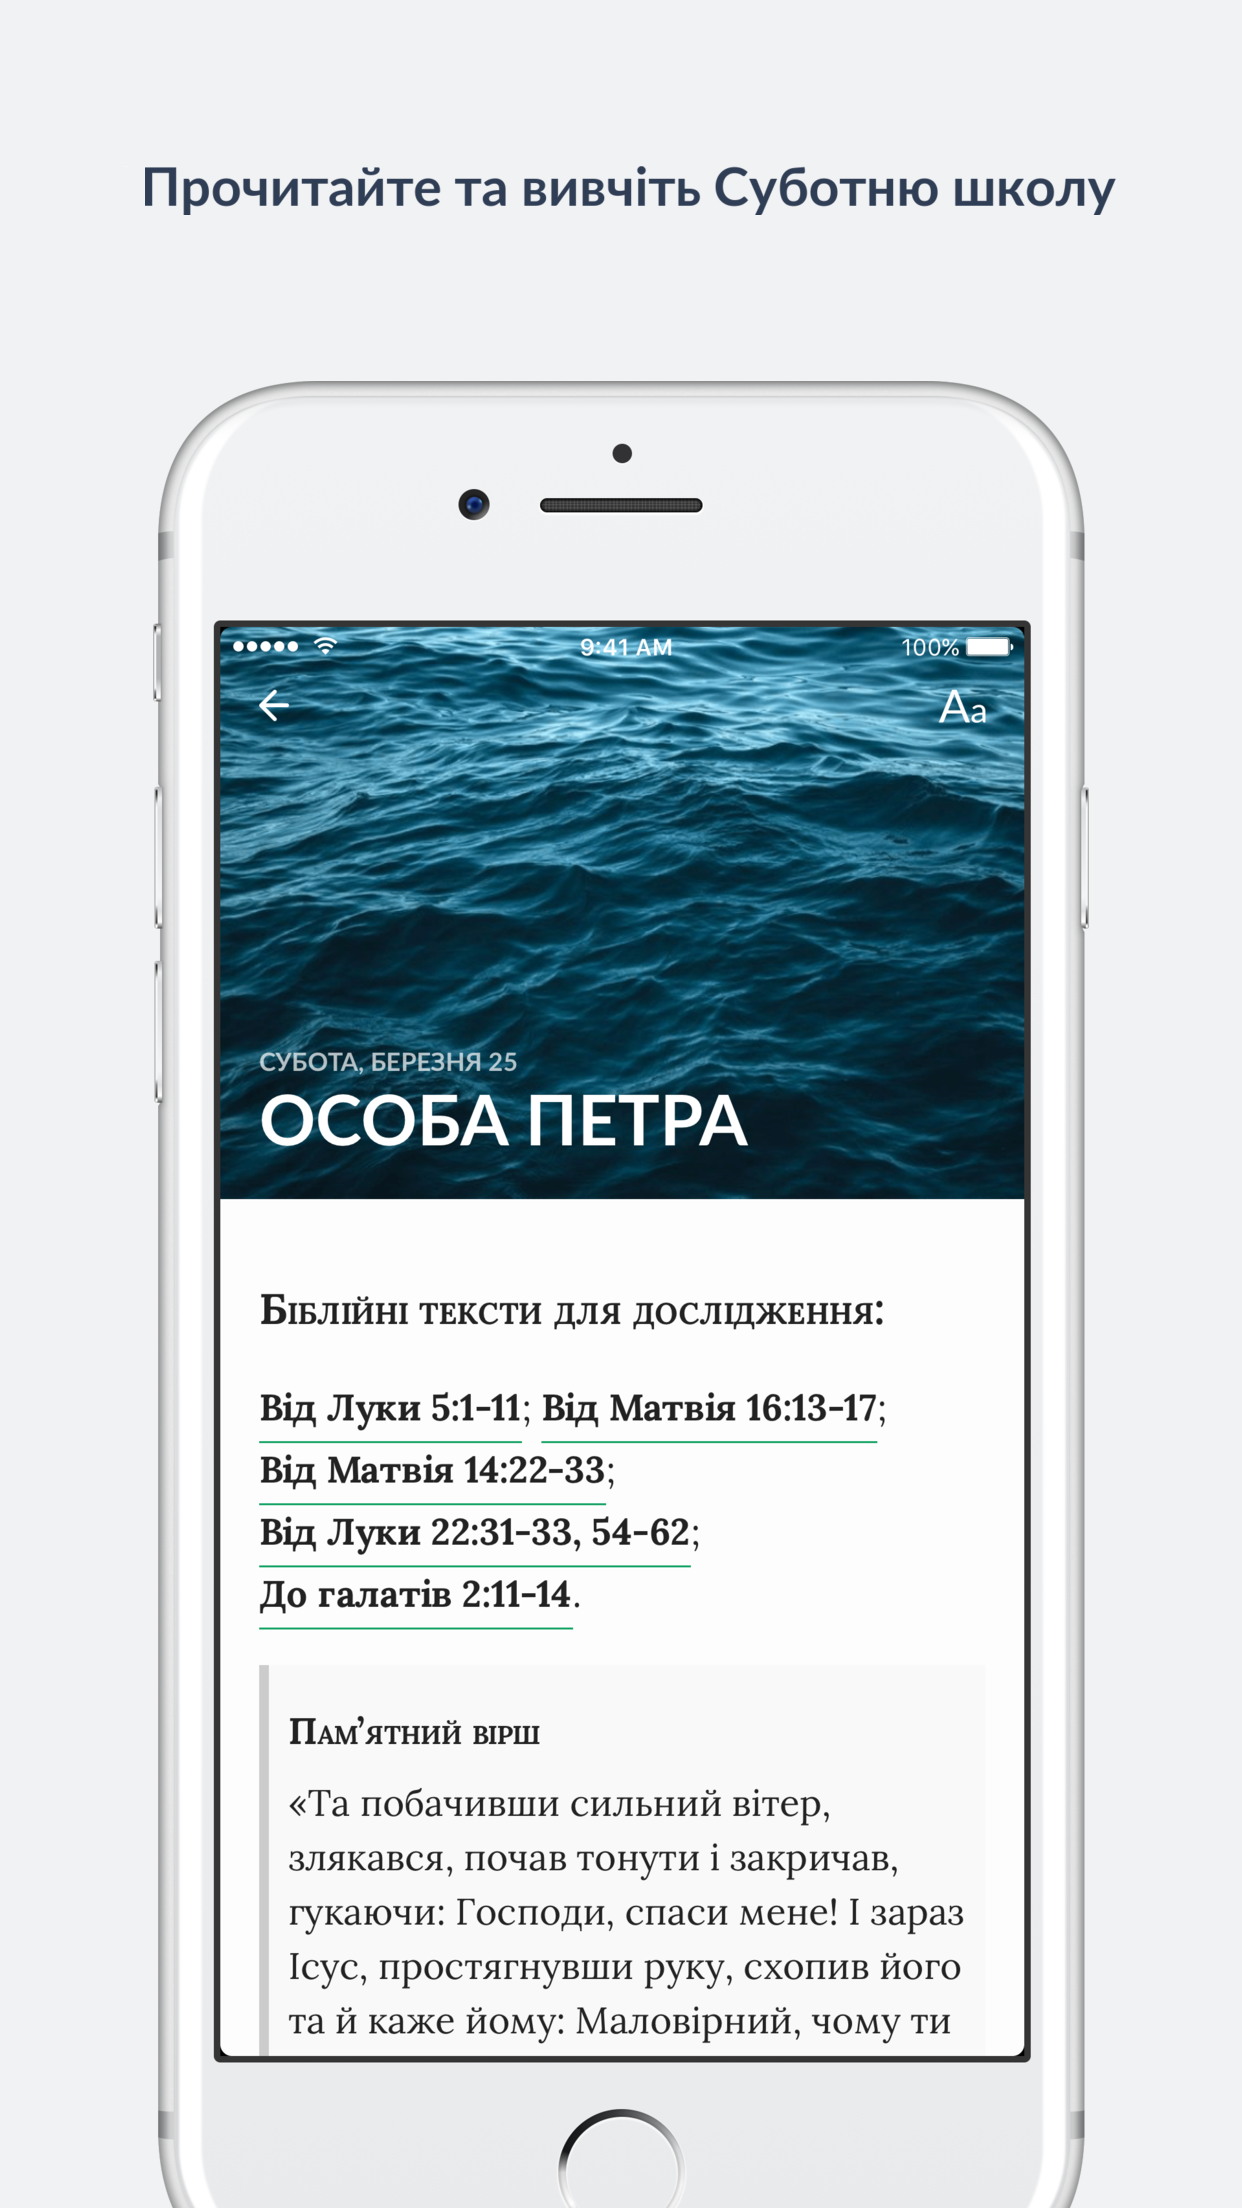 Прочитайте та вивчіть Суботню школу
9:41 AM
100%
Aa
СУБОТА, БЕРЕЗНЯ 25
ОСОБА ПЕТРА
Біблійні тексти для дослідження:
Від Луки 5:1-11; Від Матвія 16:13-17;
Від Матвія 14:22-33;
Від Луки 22:31-33, 54-62;
До галатів 2:11-14.
Пам’ятний вірш
«Та побачивши сильний вітер,
злякався, почав тонути і закричав,
гукаючи: Господи, спаси мене! І зараз
Ісус, простягнувши руку, схопив його
та й каже йому: Маловірний, чому ти